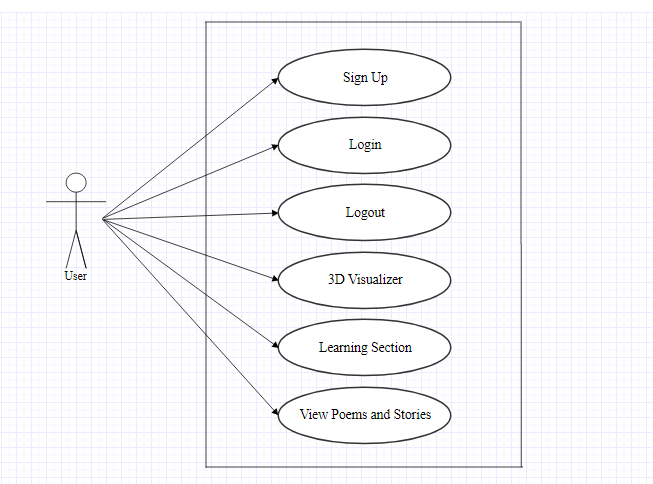 Sign Up
Login
Logout
3D Visualizer
Learning Section
View Poems and Stories
User